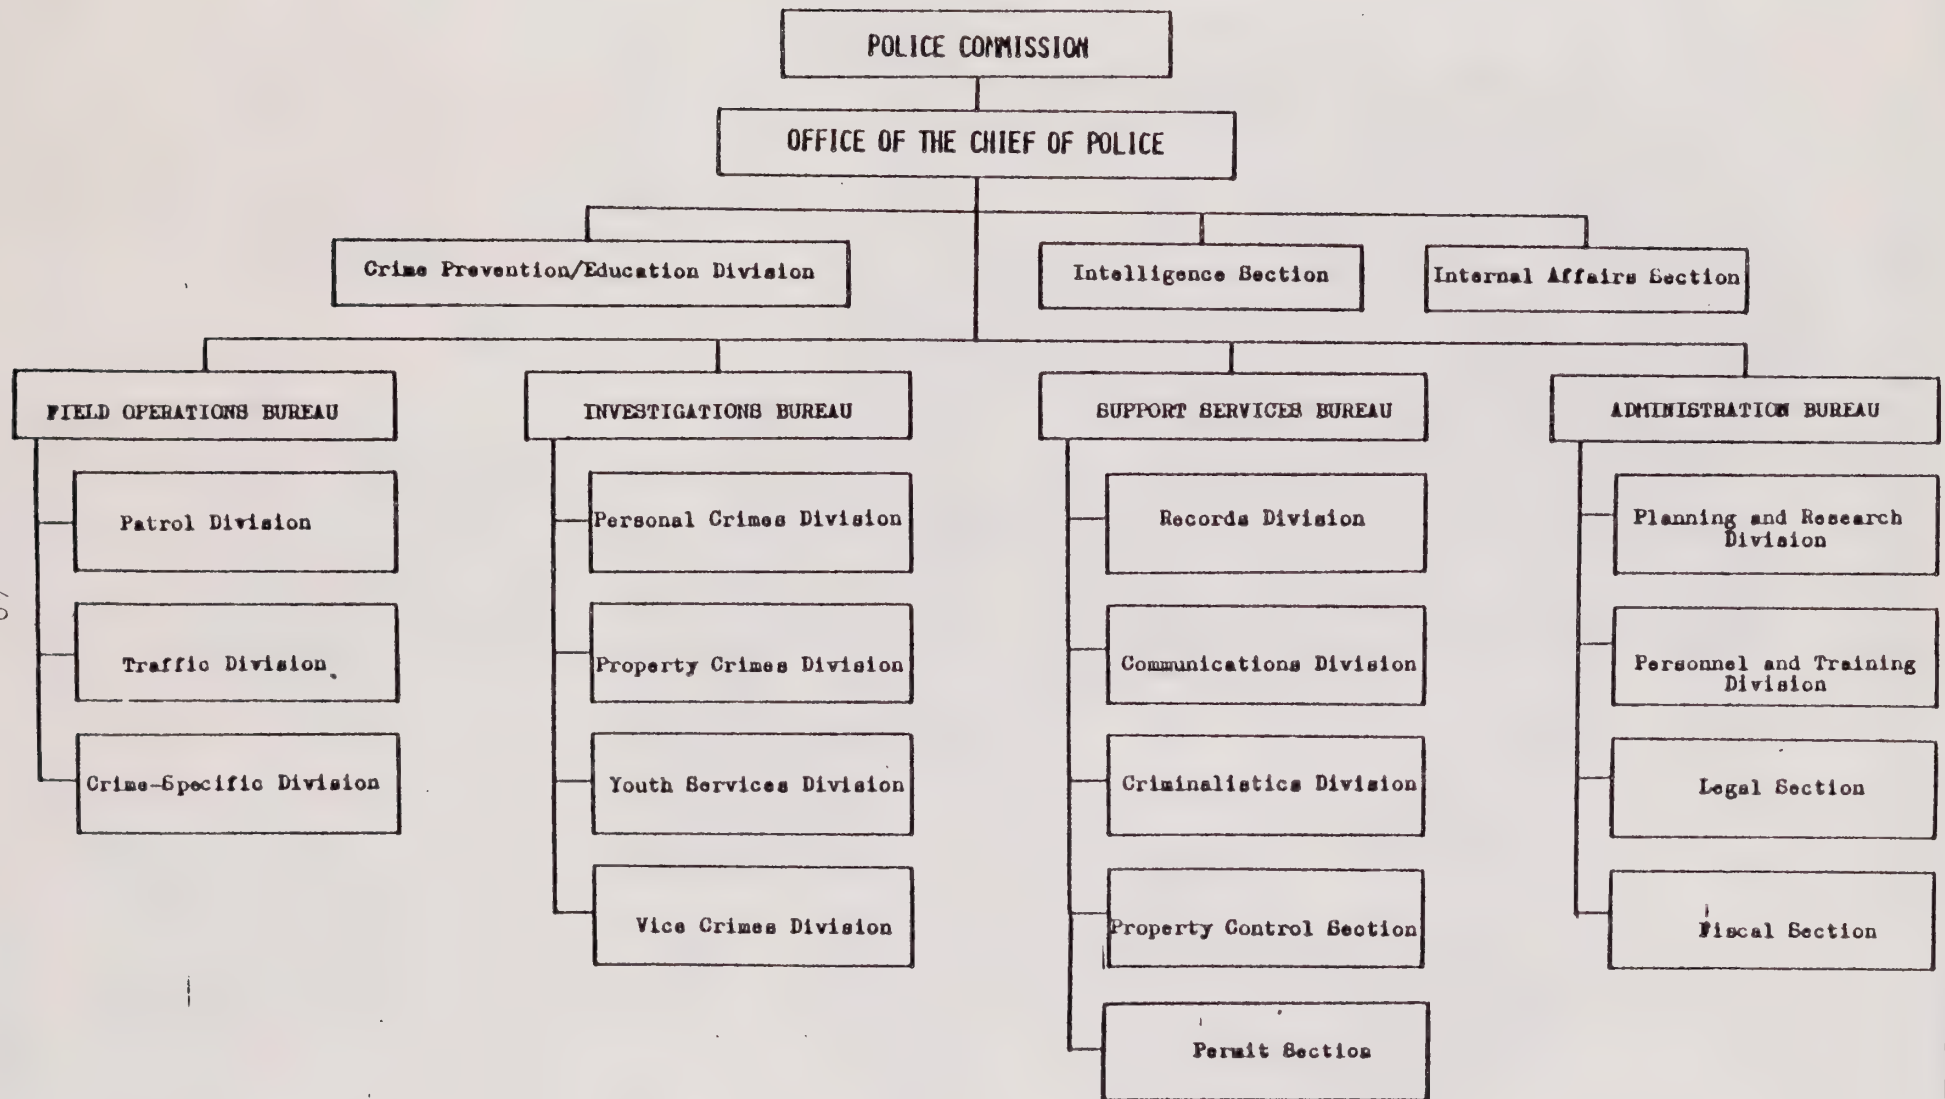 POLICE COMMISSION
OFFICE OF THE CHIEF OF POLICE
Crime Prevention/Education Division
Intelligence Section
Internal Affairs Section
FIELD OPERATIONS BUREAU
INVESTIGATIONS BUREAU
SUPPORT SERVICES BUREAU
ADMINISTRATION BUREAU
Patrol Division
Traffic Division
Crime-Specific Division
Personal Crimes Division
Property Crimes Division
Youth Services Division
Vice Crimes Division
Records Division
Communications Division
Criminalistics Division
Property Control Section
Permit Section
Planning and Research
Division
Personnel and Training
Division
Legal Section
Fiscal Section